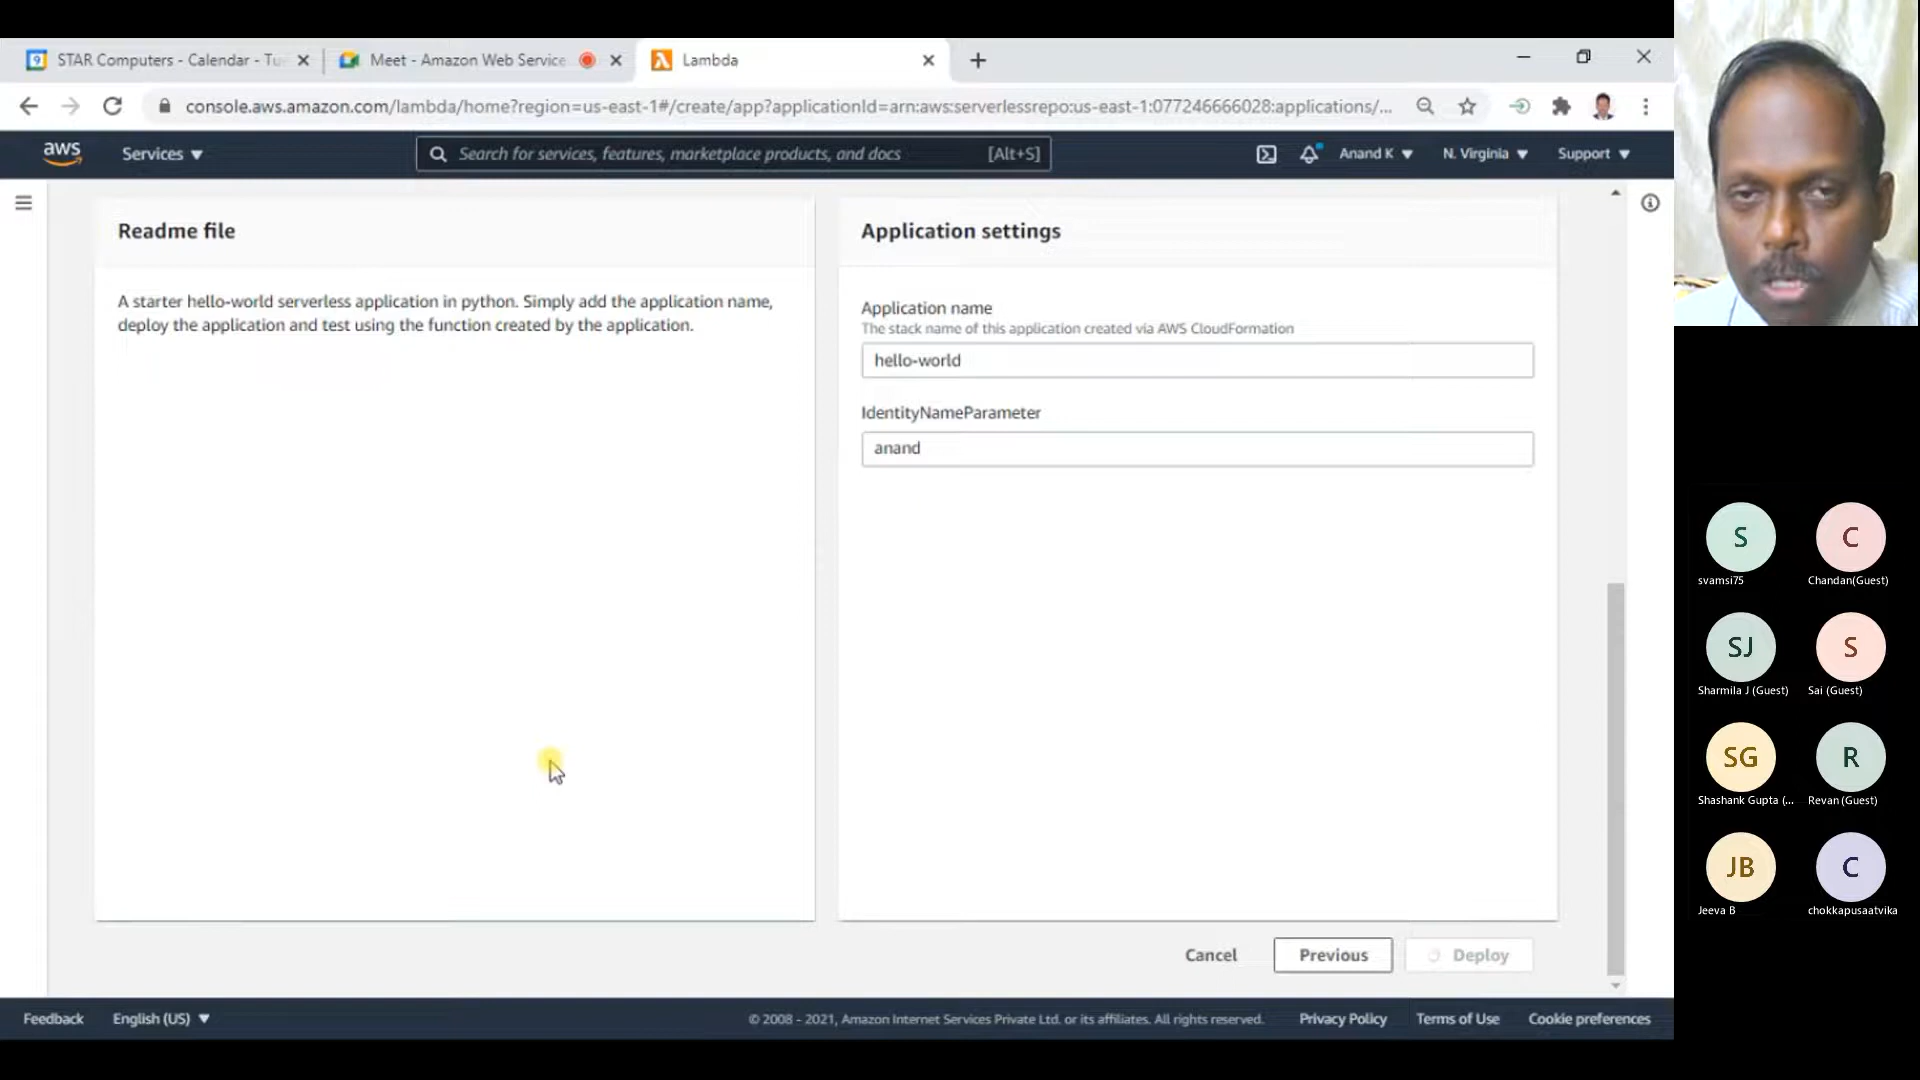 STAR Computers - Calendar - Tu
Meet - Amazon Web Service
Lambda
console.aws.amazon.com/lambda/home?region=us-east-1#/create/app?applicationId=arn:aws:serverlessrepo:us-east-1:077246666028:applications/...
aws
Services
Search for services, features, marketplace products, and docs
[Alt+S]
Anand K
N. Virginia
Support
Readme file
A starter hello-world serverless application in python. Simply add the application name,
deploy the application and test using the function created by the application.
Application settings
Application name
The stack name of this application created via AWS CloudFormation
hello-world
IdentityNameParameter
anand
Cancel
Previous
Deploy
Feedback
English (US)
© 2008 - 2021, Amazon Internet Services Private Ltd. or its affiliates. All rights reserved.
Privacy Policy
Terms of Use
Cookie preferences
S
svamsi75
C
Chandan(Guest)
SJ
Sharmila J (Guest)
S
Sai (Guest)
SG
Shashank Gupta (...
R
Revan (Guest)
JB
Jeeva B
C
chokkapusaatvika